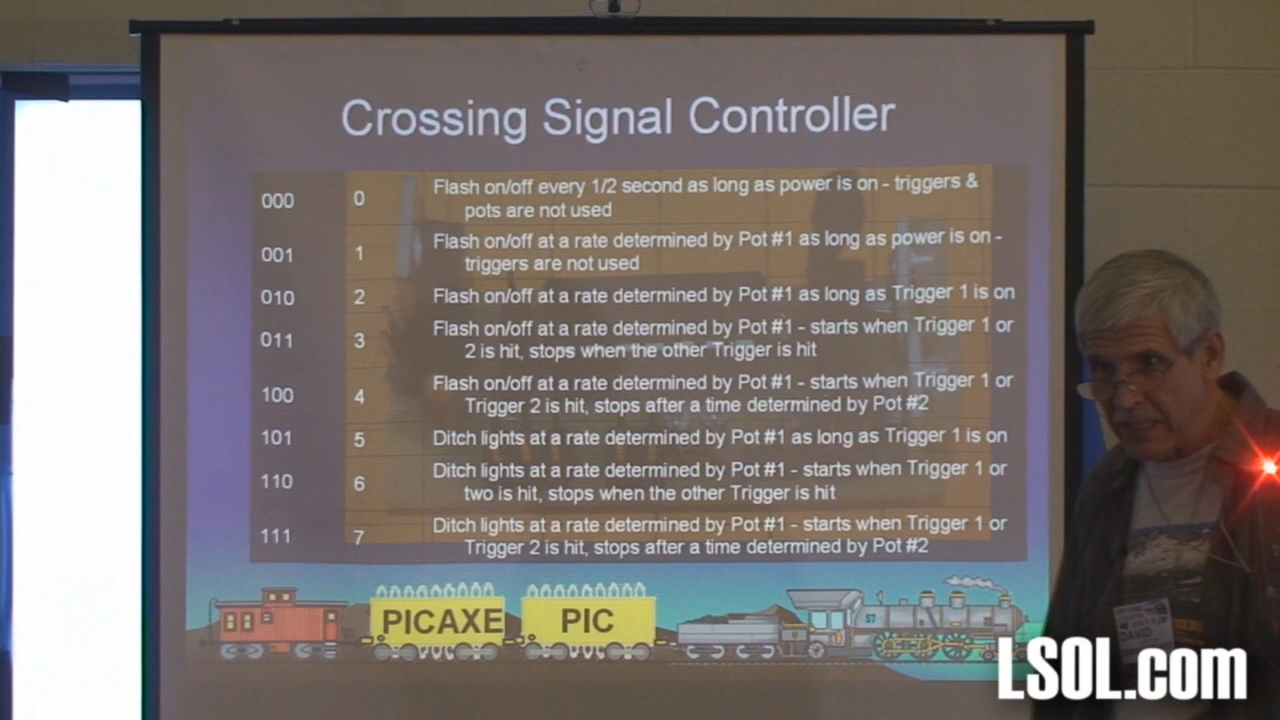 Crossing Signal Controller
000 0 Flash on/off every 1/2 second as long as power is on - triggers &
pots are not used
001 1 Flash on/off at a rate determined by Pot #1 as long as power is on -
triggers are not used
010 2 Flash on/off at a rate determined by Pot #1 as long as Trigger 1 is on
011 3 Flash on/off at a rate determined by Pot #1 - starts when Trigger 1 or
2 is hit, stops when the other Trigger is hit
100 4 Flash on/off at a rate determined by Pot #1 - starts when Trigger 1 or
Trigger 2 is hit, stops after a time determined by Pot #2
101 5 Ditch lights at a rate determined by Pot #1 as long as Trigger 1 is on
110 6 Ditch lights at a rate determined by Pot #1 - starts when Trigger 1 or
two is hit, stops when the other Trigger is hit
111 7 Ditch lights at a rate determined by Pot #1 - starts when Trigger 1 or
Trigger 2 is hit, stops after a time determined by Pot #2
PICAXE PIC 57
DAVID
LSOL.com